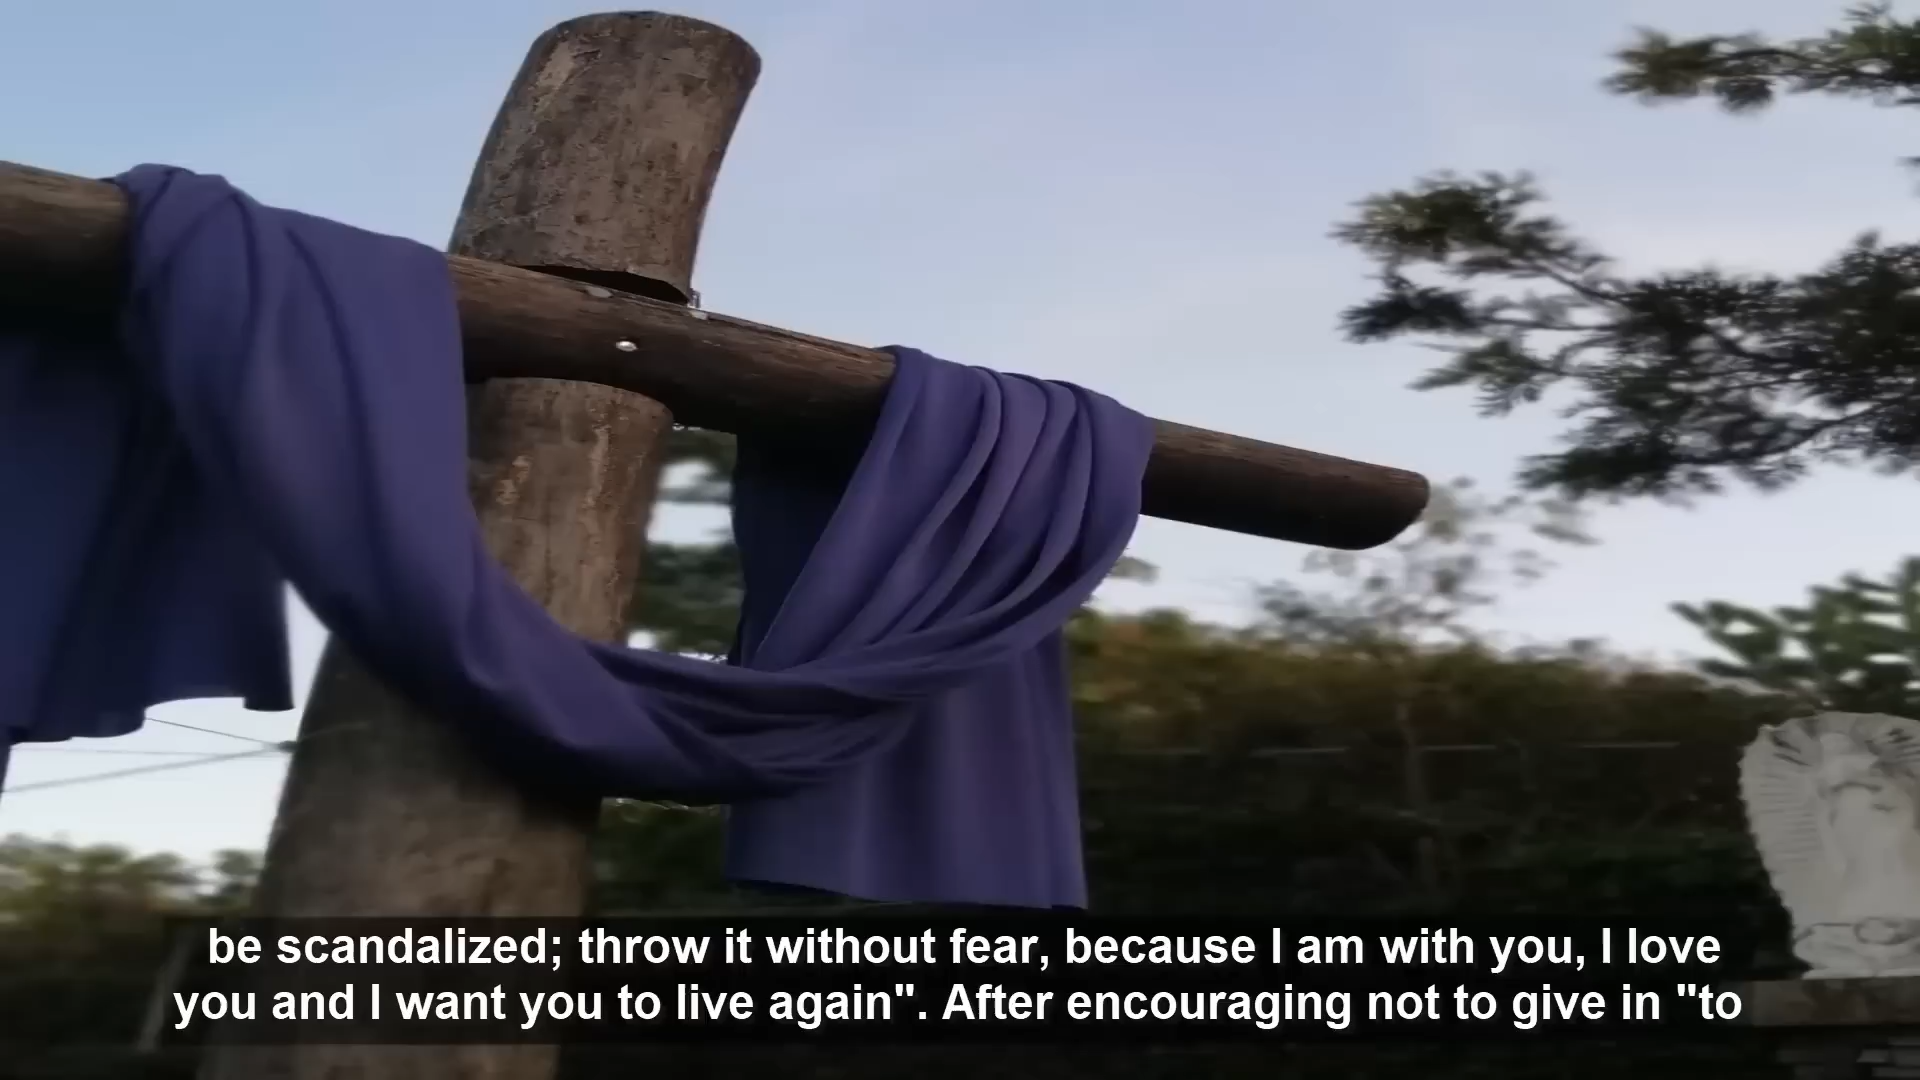 be scandalized; throw it without fear, because I am with you, I love
you and I want you to live again". After encouraging not to give in "to